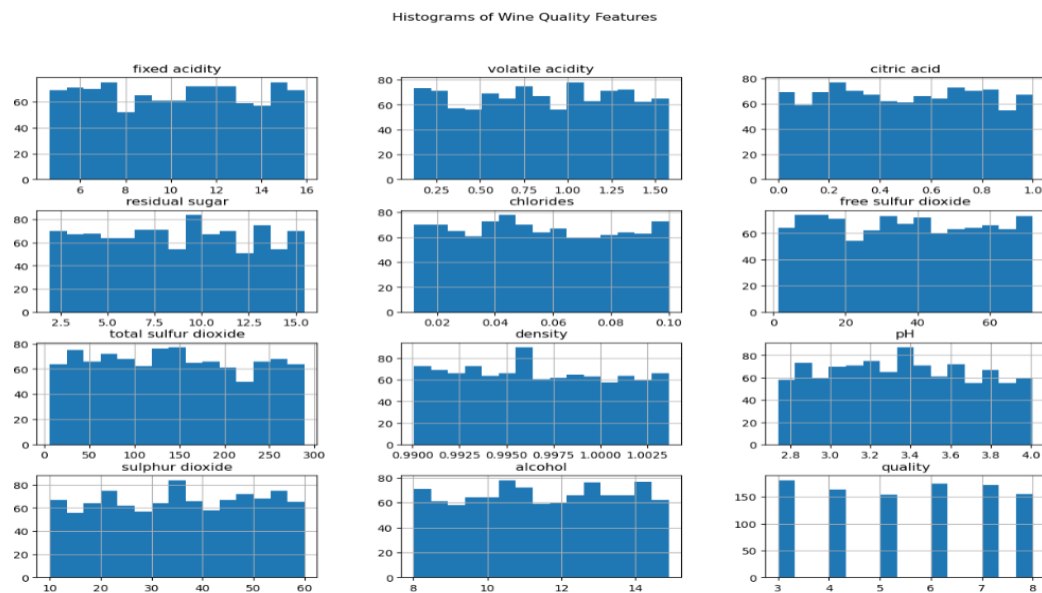 Histograms of Wine Quality Features
fixed acidity
80
60
40
20
0
6 8 10 12 14 16
volatile acidity
80
60
40
20
0
0.25 0.50 0.75 1.00 1.25 1.50
citric acid
80
60
40
20
0
0.0 0.2 0.4 0.6 0.8 1.0
residual sugar
80
60
40
20
0
2.5 5.0 7.5 10.0 12.5 15.0
chlorides
80
60
40
20
0
0.02 0.04 0.06 0.08 0.10
free sulfur dioxide
60
40
20
0
0 20 40 60
total sulfur dioxide
80
60
40
20
0
0 50 100 150 200 250 300
density
80
60
40
20
0
0.9900 0.9925 0.9950 0.9975 1.0000 1.0025
pH
80
60
40
20
0
2.8 3.0 3.2 3.4 3.6 3.8 4.0
sulphur dioxide
80
60
40
20
0
10 20 30 40 50 60
alcohol
80
60
40
20
0
8 10 12 14
quality
150
100
50
0
3 4 5 6 7 8